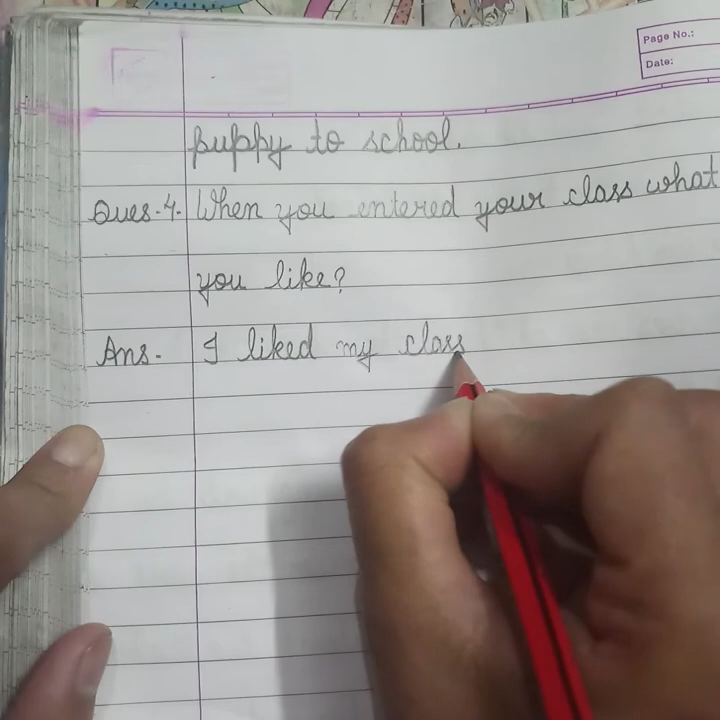 Page No.:
Date:
puppy to school.
Ques.4. When you entered your class what
you like?
Ans. I liked my class